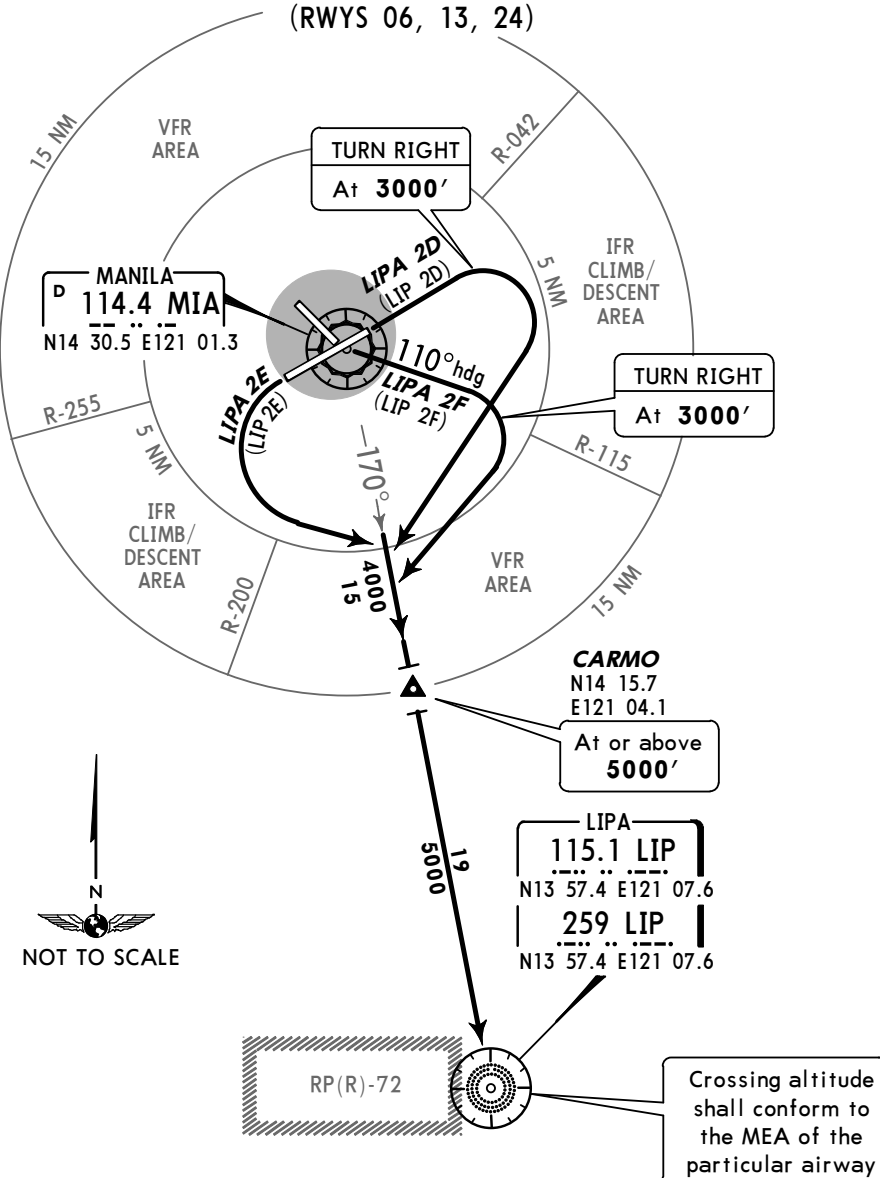 (RWYS 06, 13, 24)
15 NM
VFR
AREA
TURN RIGHT
At 3000'
R-042
IFR
CLIMB/
DESCENT
AREA
5 NM
MANILA
D 114.4 MIA
N14 30.5 E121 01.3
LIPA 2D
(LIP 2D)
110°hdg
LIPA 2F
(LIP 2F)
LIPA 2E
(LIP 2E)
TURN RIGHT
At 3000'
R-255
5 NM
R-115
170°
IFR
CLIMB/
DESCENT
AREA
R-200
4000
15
VFR
AREA
15 NM
CARMO
N14 15.7
E121 04.1
At or above
5000'
LIPA
115.1 LIP
N13 57.4 E121 07.6
259 LIP
N13 57.4 E121 07.6
19
5000
N
NOT TO SCALE
RP(R)-72
Crossing altitude
shall conform to
the MEA of the
particular airway